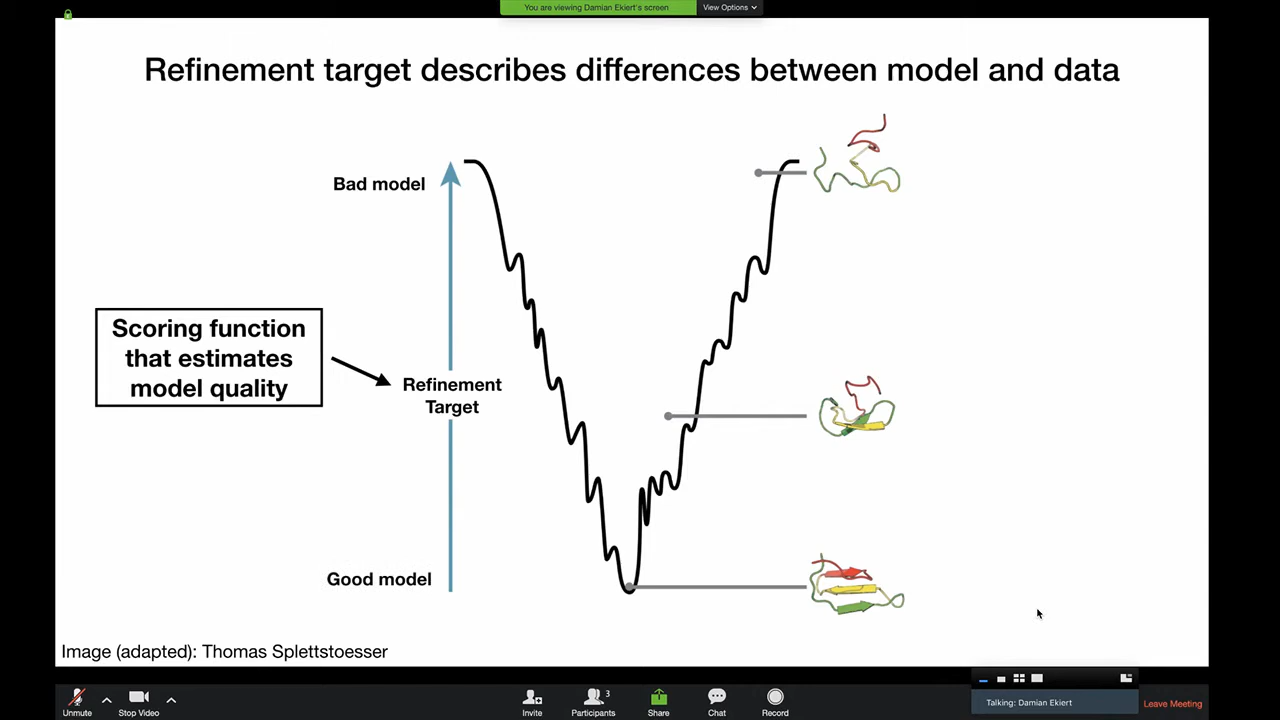 You are viewing Damian Ekiert's screen
View Options
Refinement target describes differences between model and data
Bad model
Scoring function
that estimates
model quality
Refinement
Target
Good model
Image (adapted): Thomas Splettstoesser
Unmute
Stop Video
Invite
3
Participants
Share
Chat
Record
Talking: Damian Ekiert
Leave Meeting